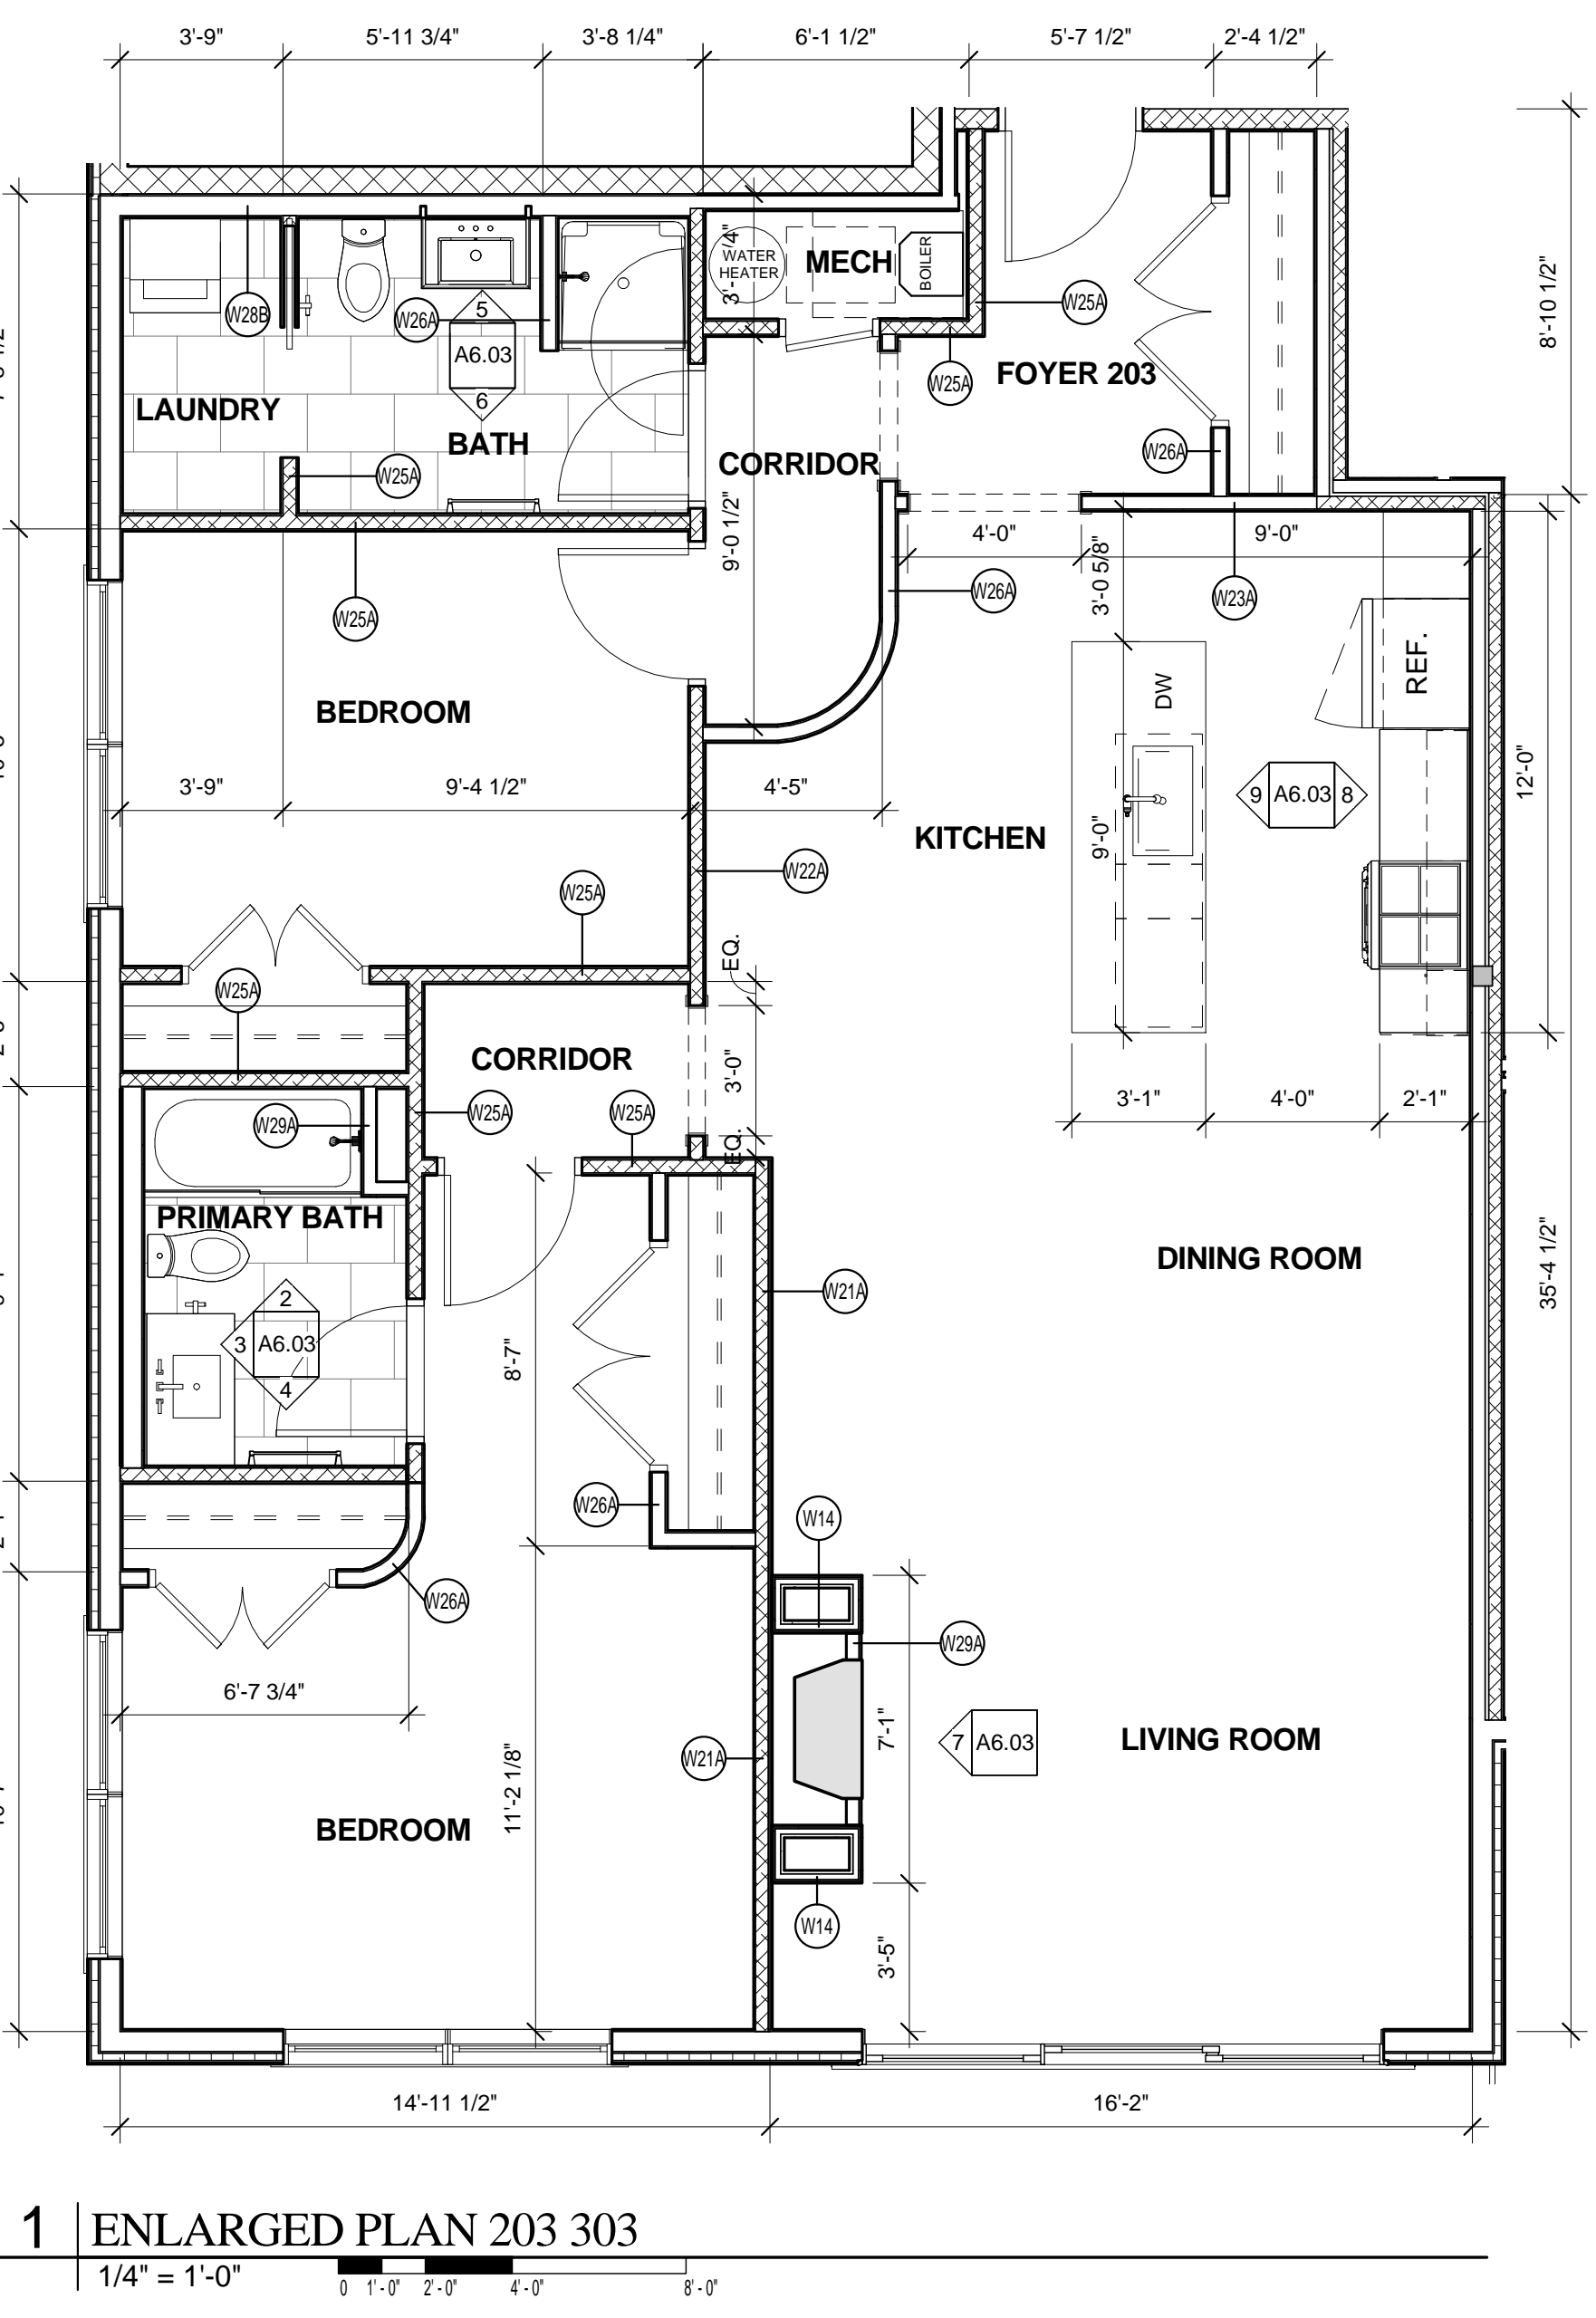 3'-9"
5'-11 3/4"
3'-8 1/4"
6'-1 1/2"
5'-7 1/2"
2'-4 1/2"
WATER
HEATER
MECH
BOILER
W28B
W26A
5
A6.03
6
W25A
W25A
8'-10 1/2"
FOYER 203
LAUNDRY
BATH
CORRIDOR
W26A
W25A
9'-0 1/2"
4'-0"
9'-0"
3'-0 5/8"
W25A
W26A
W23A
REF.
DW
BEDROOM
3'-9"
9'-4 1/2"
4'-5"
9
A6.03
8
12'-0"
KITCHEN
9'-0"
W22A
W25A
EQ.
W25A
CORRIDOR
3'-0"
3'-1"
4'-0"
2'-1"
W29A
W25A
W25A
EQ.
PRIMARY BATH
DINING ROOM
35'-4 1/2"
W21A
2
3
A6.03
4
8'-7"
W26A
W14
W26A
W29A
6'-7 3/4"
7'-1"
7
A6.03
LIVING ROOM
W21A
11'-2 1/8"
BEDROOM
W14
3'-5"
14'-11 1/2"
16'-2"
1
ENLARGED PLAN 203 303
1/4" = 1'-0"
0 1'-0" 2'-0" 4'-0" 8'-0"